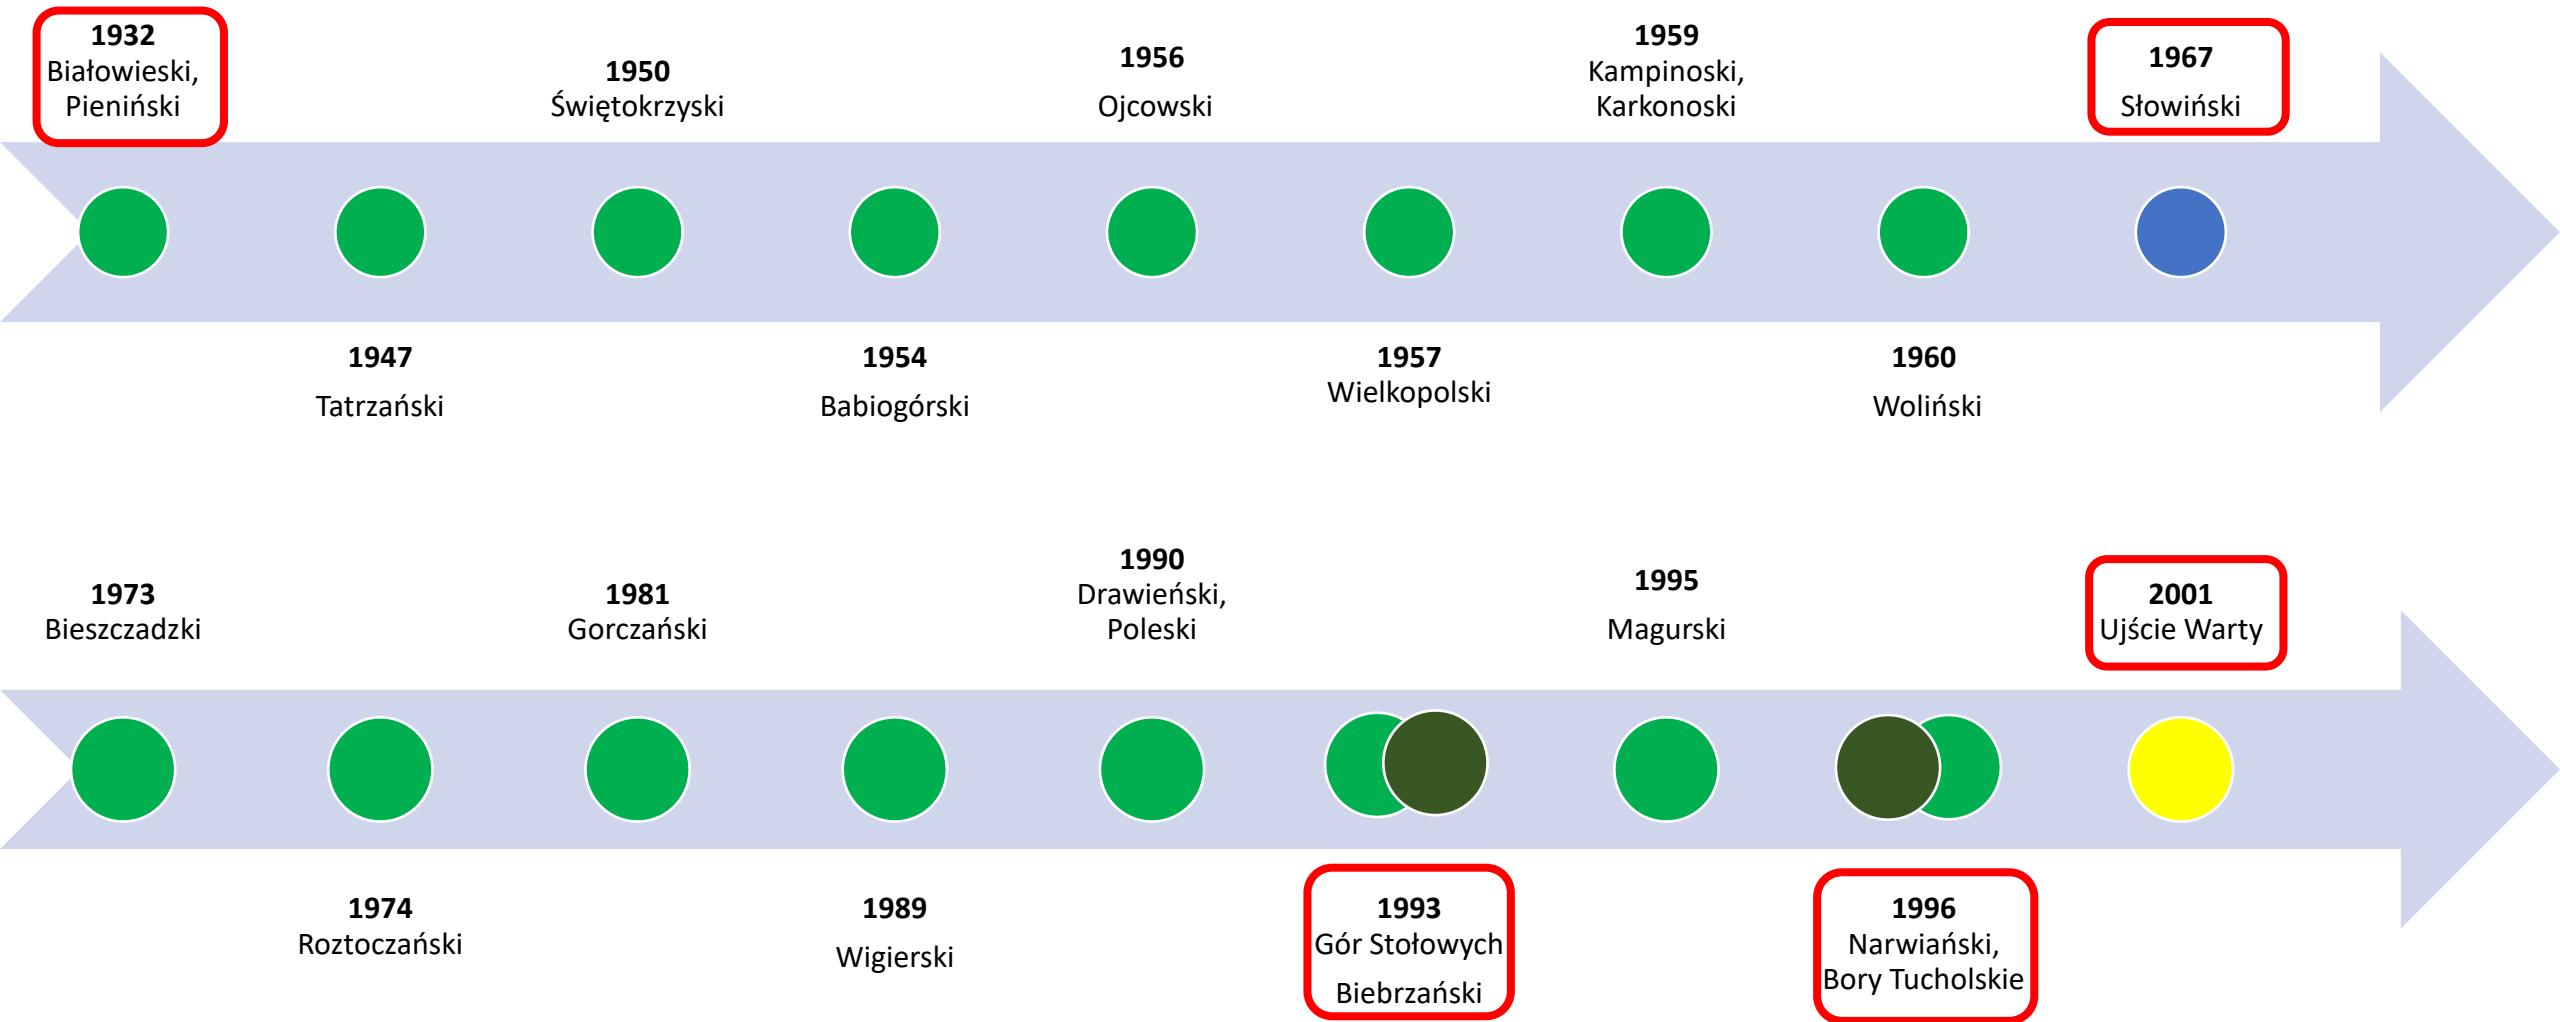 1932
Białowieski,
Pieniński
1947
Tatrzański
1950
Świętokrzyski
1954
Babiogórski
1956
Ojcowski
1957
Wielkopolski
1959
Kampinoski,
Karkonoski
1960
Woliński
1967
Słowiński
1973
Bieszczadzki
1974
Roztoczański
1981
Gorczański
1989
Wigierski
1990
Drawieński,
Poleski
1993
Gór Stołowych
Biebrzański
1995
Magurski
1996
Narwiański,
Bory Tucholskie
2001
Ujście Warty